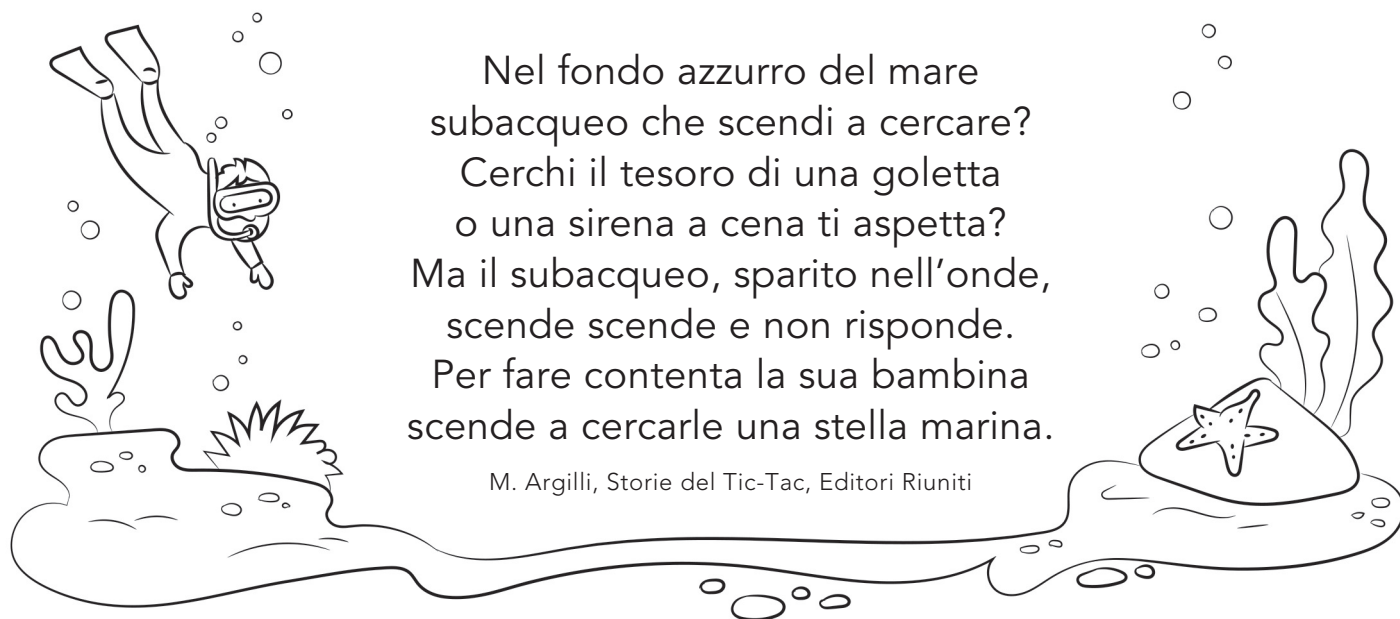 Nel fondo azzurro del mare
subacqueo che scendi a cercare?
Cerchi il tesoro di una goletta
o una sirena a cena ti aspetta?
Ma il subacqueo, sparito nell’onde,
scende scende e non risponde.
Per fare contenta la sua bambina
scende a cercarle una stella marina.
M. Argilli, Storie del Tic-Tac, Editori Riuniti